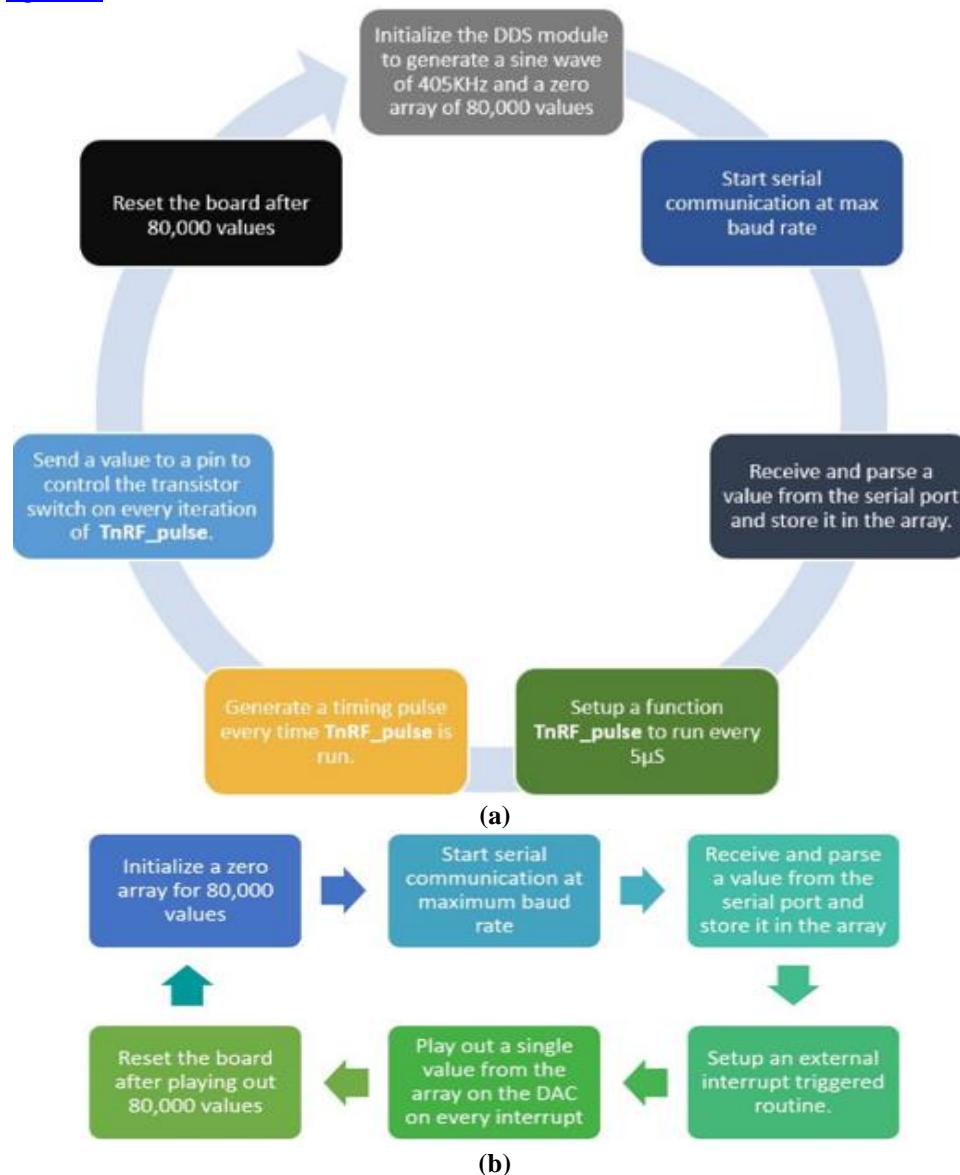 Initialize the DDS module
to generate a sine wave
of 405KHz and a zero
array of 80,000 values
Start serial
communication at max
baud rate
Receive and parse a
value from the serial port
and store it in the array.
Setup a function
TnRF_pulse to run every
5µS
Generate a timing pulse
every time TnRF_pulse is
run.
Send a value to a pin to
control the transistor
switch on every iteration
of TnRF_pulse.
Reset the board after
80,000 values
(a)
Initialize a zero
array for 80,000
values
Start serial
communication at
maximum baud
rate
Receive and parse
a value from the
serial port and
store it in the array
Setup an external
interrupt triggered
routine.
Play out a single
value from the
array on the DAC
on every interrupt
Reset the board
after playing out
80,000 values
(b)